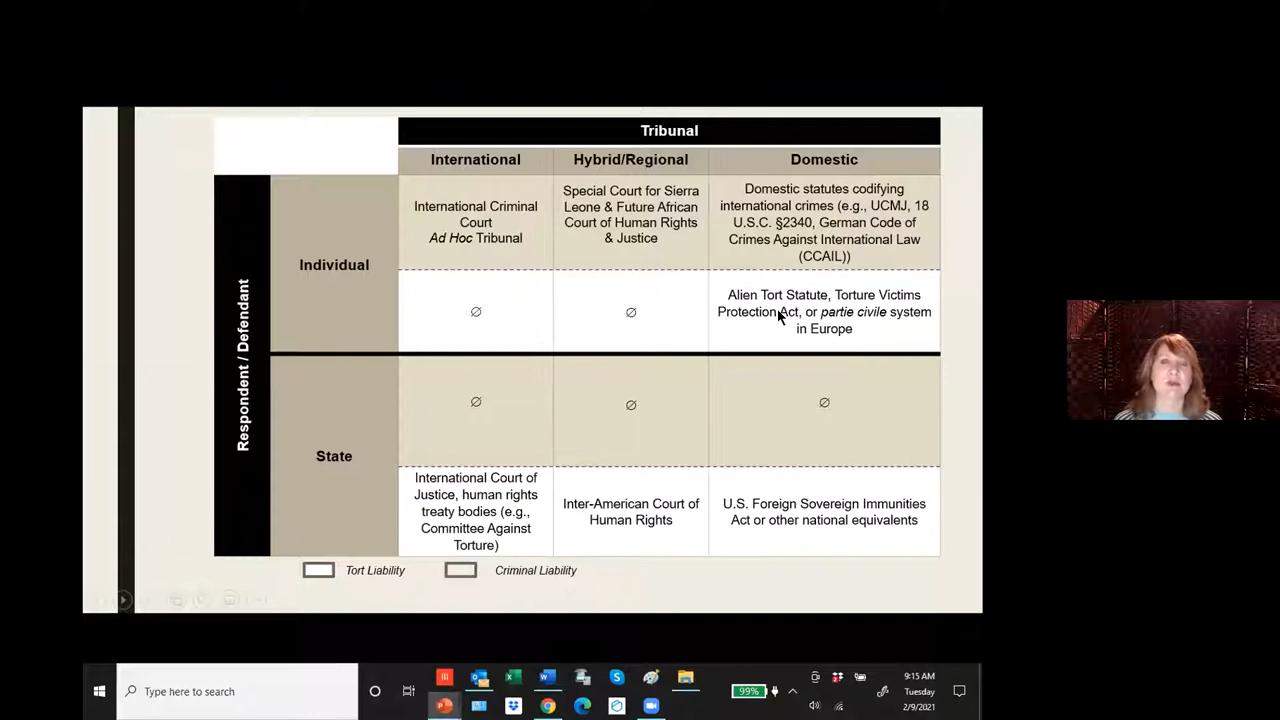 Tribunal
International
Hybrid/Regional
Domestic
Respondent / Defendant
Individual
International Criminal
Court
Ad Hoc Tribunal
Special Court for Sierra
Leone & Future African
Court of Human Rights
& Justice
Domestic statutes codifying
international crimes (e.g., UCMJ, 18
U.S.C. §2340, German Code of
Crimes Against International Law
(CCAIL))
∅
∅
Alien Tort Statute, Torture Victims
Protection Act, or partie civile system
in Europe
State
∅
∅
∅
International Court of
Justice, human rights
treaty bodies (e.g.,
Committee Against
Torture)
Inter-American Court of
Human Rights
U.S. Foreign Sovereign Immunities
Act or other national equivalents
Tort Liability
Criminal Liability
Type here to search
99%
9:15 AM
Tuesday
2/9/2021